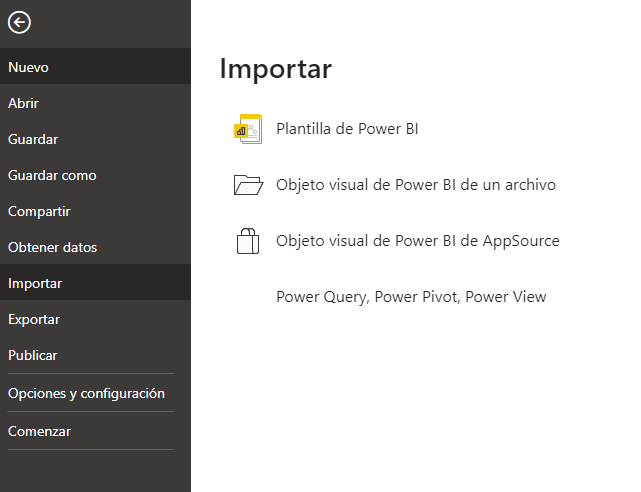 Nuevo
Abrir
Guardar
Guardar como
Compartir
Obtener datos
Importar
Exportar
Publicar
Opciones y configuración
Comenzar
Importar
Plantilla de Power BI
Objeto visual de Power BI de un archivo
Objeto visual de Power BI de AppSource
Power Query, Power Pivot, Power View